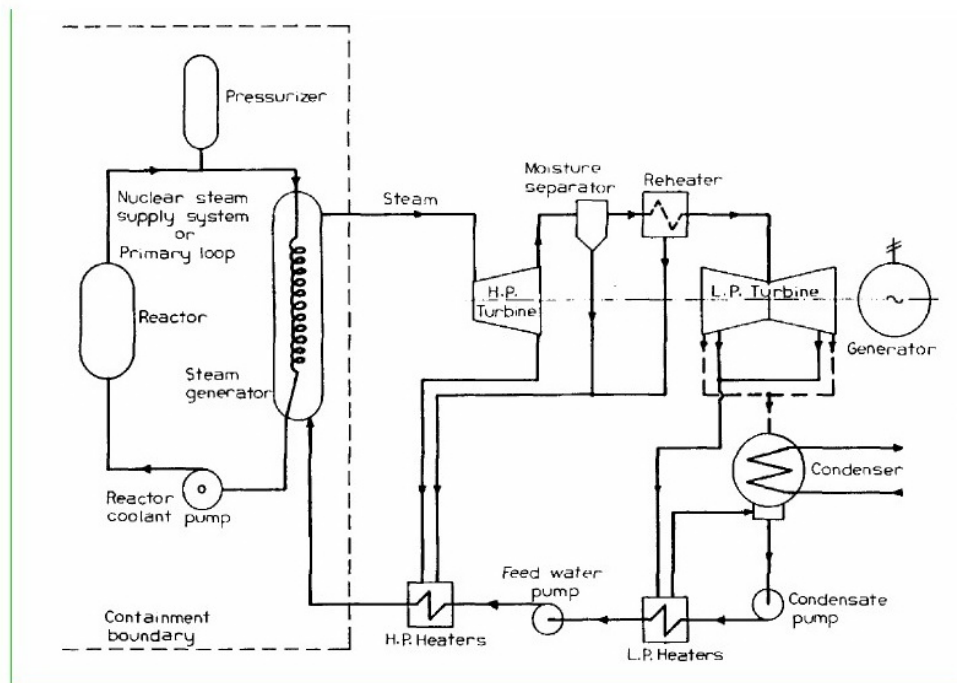 Pressurizer
Nuclear steam
supply system
or
Primary loop
Reactor
Steam
generator
Reactor
coolant pump
Containment
boundary
Steam
Moisture
separator
Reheater
H.P.
Turbine
L.P. Turbine
~
Generator
Condenser
Condensate
pump
Feed water
pump
H.P. Heaters
L.P. Heaters